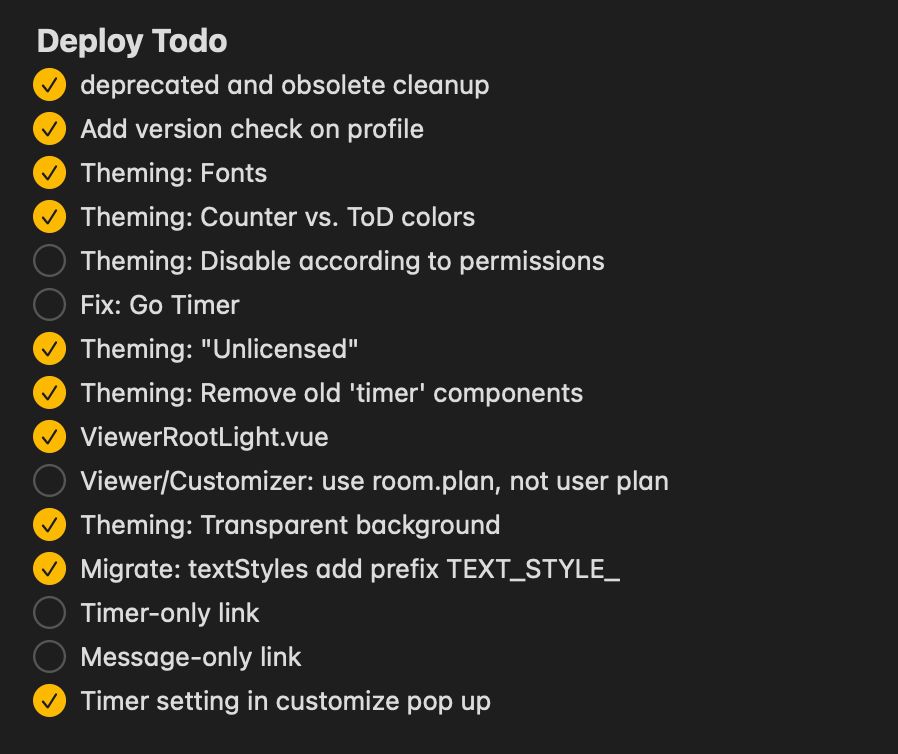 Deploy Todo
deprecated and obsolete cleanup
Add version check on profile
Theming: Fonts
Theming: Counter vs. ToD colors
Theming: Disable according to permissions
Fix: Go Timer
Theming: "Unlicensed"
Theming: Remove old 'timer' components
ViewerRootLight.vue
Viewer/Customizer: use room.plan, not user plan
Theming: Transparent background
Migrate: textStyles add prefix TEXT_STYLE_
Timer-only link
Message-only link
Timer setting in customize pop up